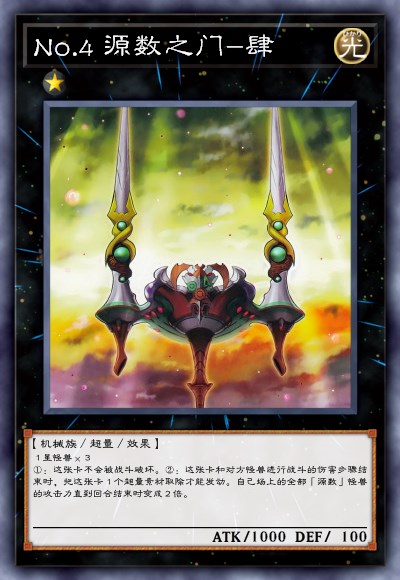 No.4 源数之门-肆
光
【机械族/超量/效果】
1星怪兽×3
①：这张卡不会被战斗破坏。②：这张卡和对方怪兽进行战斗的伤害步骤结
束时，把这张卡1个超量素材取除才能发动。自己场上的全部「源数」怪兽
的攻击力直到回合结束时变成2倍。
ATK/1000 DEF/ 100